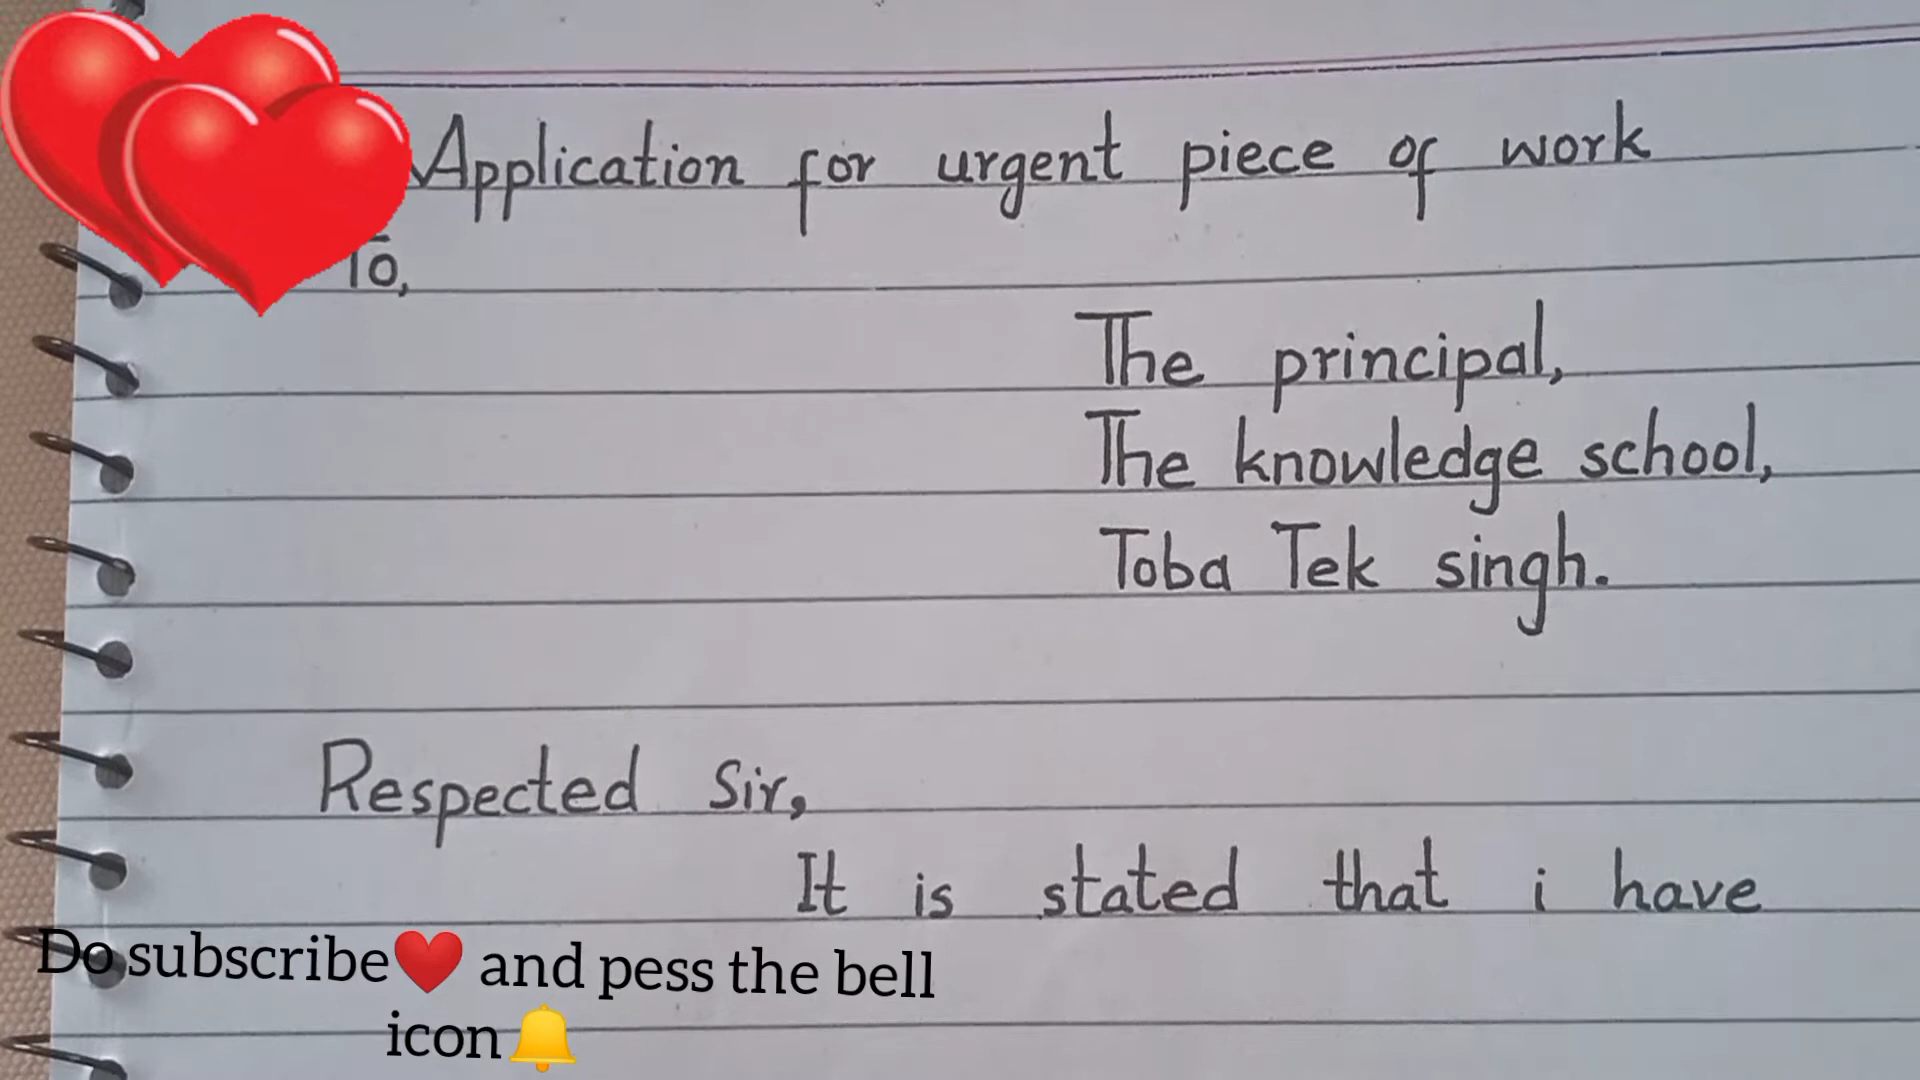 Application for urgent piece of work
To,
The principal,
The knowledge school,
Toba Tek singh.
Respected Sir,
It is stated that i have
Do subscribe❤️ and pess the bell
icon🔔